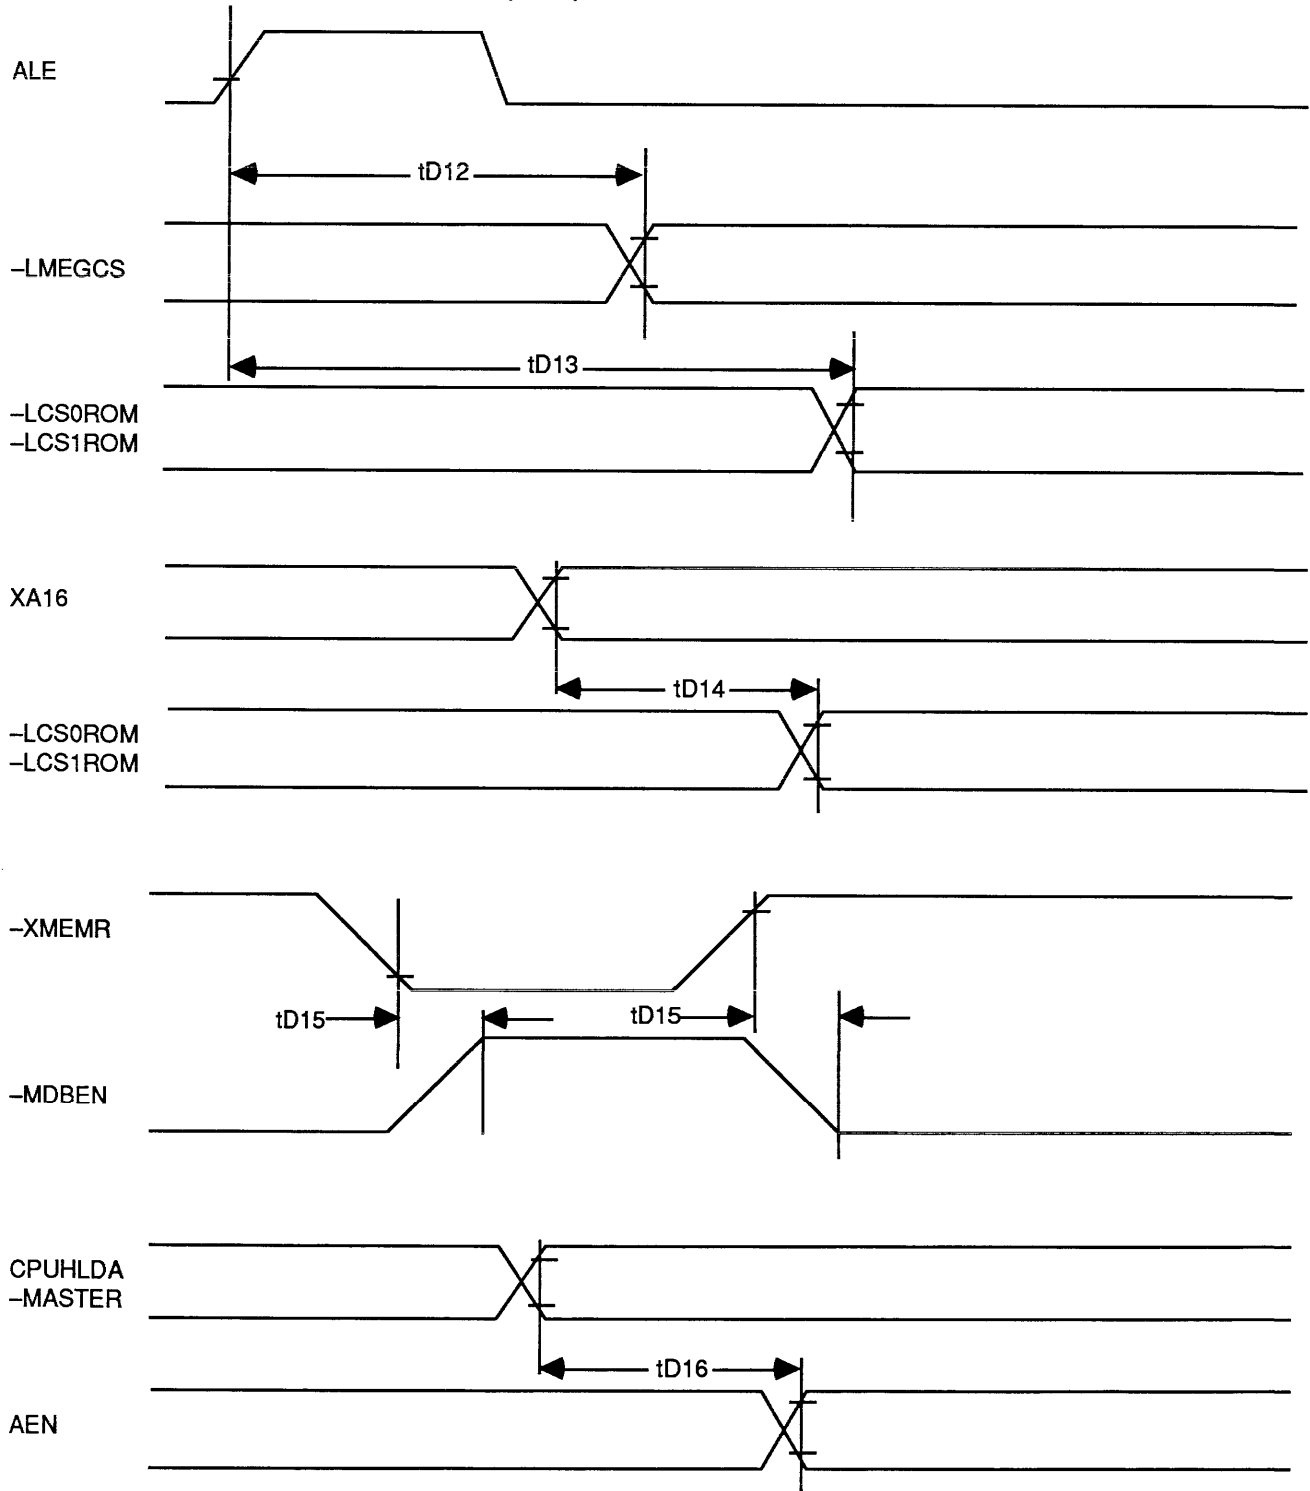 ALE
tD12
–LMEGCS
tD13
–LCS0ROM
–LCS1ROM
XA16
tD14
–LCS0ROM
–LCS1ROM
–XMEMR
tD15
tD15
–MDBEN
CPUHLDA
–MASTER
tD16
AEN